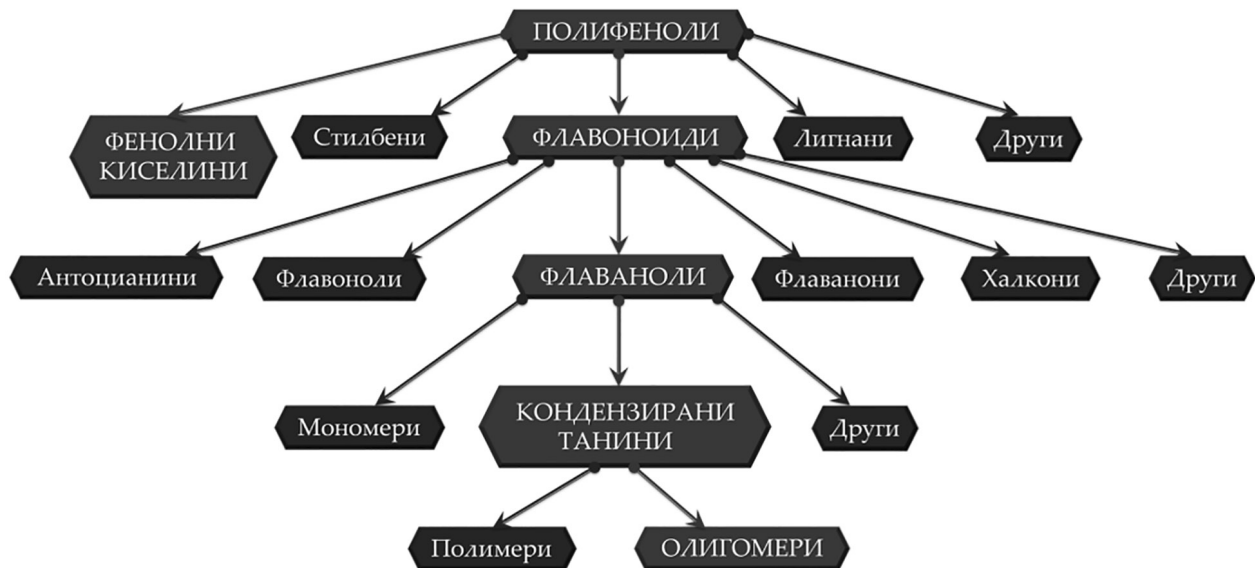 ПОЛИФЕНОЛИ
ФЕНОЛНИ
КИСЕЛИНИ
Стилбени
ФЛАВОНОИДИ
Лигнани
Други
Антоцианини
Флавоноли
ФЛАВАНОЛИ
Флаванони
Халкони
Други
Мономери
КОНДЕНЗИРАНИ
ТАНИНИ
Други
Полимери
ОЛИГОМЕРИ